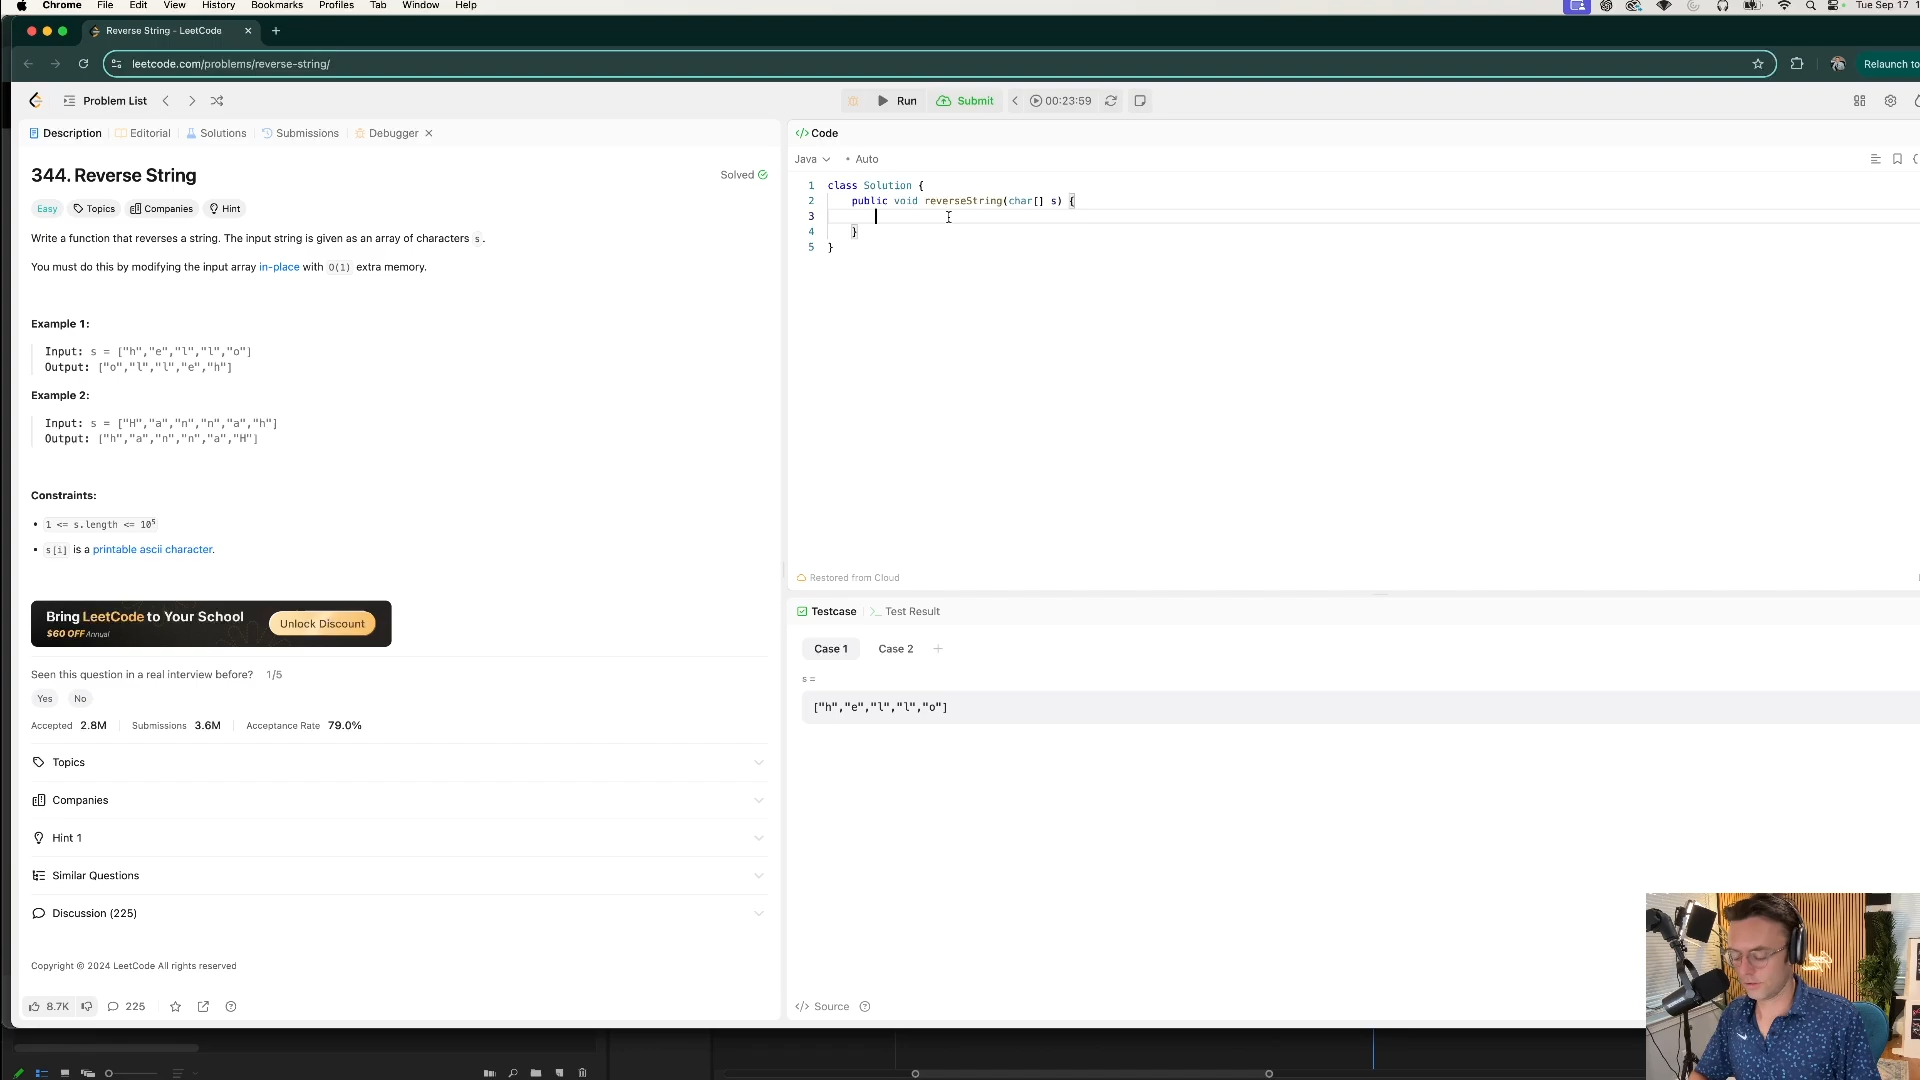 Chrome File Edit View History Bookmarks Profiles Tab Window Help Tue Sep 17
Reverse String - LeetCode
leetcode.com/problems/reverse-string/ Relaunch to
Problem List Run Submit 00:23:59
Description Editorial Solutions Submissions Debugger
344. Reverse String Solved
Easy Topics Companies Hint
Write a function that reverses a string. The input string is given as an array of characters s.
You must do this by modifying the input array in-place with O(1) extra memory.
Example 1:
Input: s = ["h","e","l","l","o"]
Output: ["o","l","l","e","h"]
Example 2:
Input: s = ["H","a","n","n","a","h"]
Output: ["h","a","n","n","a","H"]
Constraints:
• 1 <= s.length <= 10⁵
• s[i] is a printable ascii character.
Bring LeetCode to Your School
$60 OFF Annual
Unlock Discount
Seen this question in a real interview before? 1/5
Yes No
Accepted 2.8M Submissions 3.6M Acceptance Rate 79.0%
Topics
Companies
Hint 1
Similar Questions
Discussion (225)
Copyright © 2024 LeetCode All rights reserved
8.7K 225
</> Code
Java • Auto
1 class Solution {
2 public void reverseString(char[] s) {
3
4 }
5 }
Restored from Cloud
Testcase >_ Test Result
Case 1 Case 2 +
s =
["h","e","l","l","o"]
</> Source